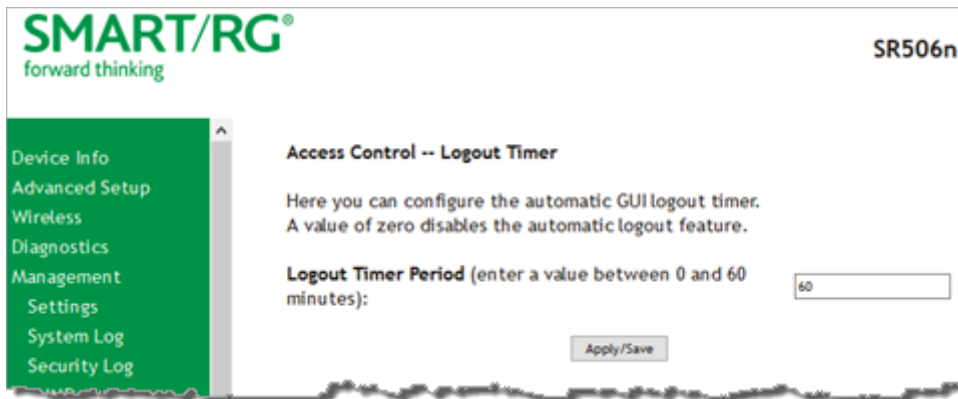 SMART/RG®
forward thinking
SR506n
Device Info
Advanced Setup
Wireless
Diagnostics
Management
Settings
System Log
Security Log
Access Control -- Logout Timer
Here you can configure the automatic GUI logout timer.
A value of zero disables the automatic logout feature.
Logout Timer Period (enter a value between 0 and 60
minutes):
60
Apply/Save